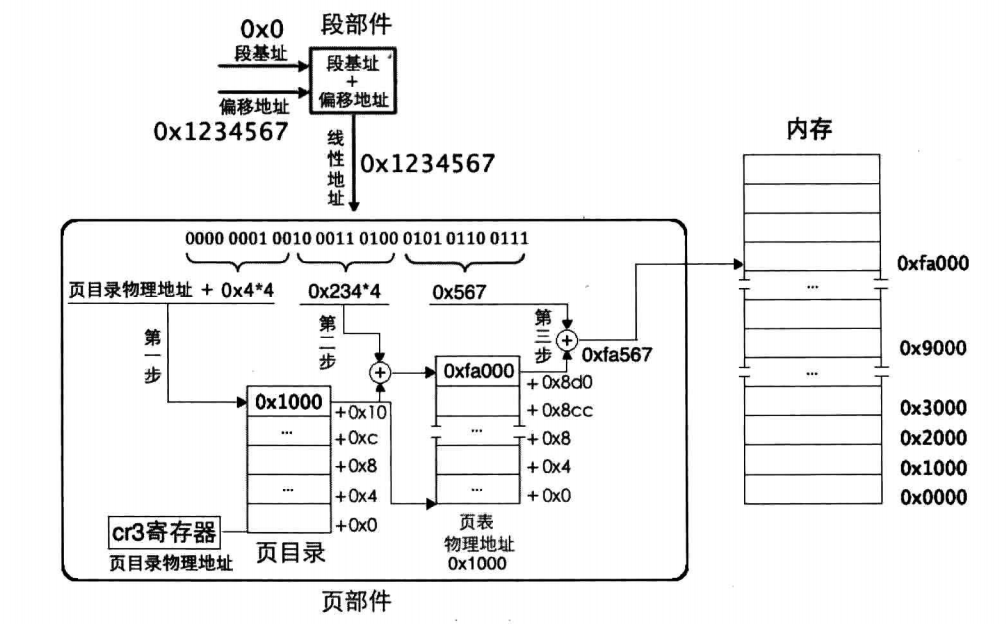 0x0
段部件
段基址
段基址
+
偏移地址
偏移地址
0x1234567
线性地址
0x1234567
内存
0000 0001 0010 0011 0100 0101 0110 0111
页目录物理地址 + 0x4*4
0x234*4
0x567
第一步
第二步
第三步
+
+
0xfa567
0xfa000
+0x8d0
+0x8cc
...
+0x8
+0x4
...
+0x0
0x1000
+0x10
...
+0xc
+0x8
...
+0x4
+0x0
cr3寄存器
页目录物理地址
页目录
页表
物理地址
0x1000
页部件
0xfa000
...
0x9000
...
0x3000
0x2000
0x1000
0x0000